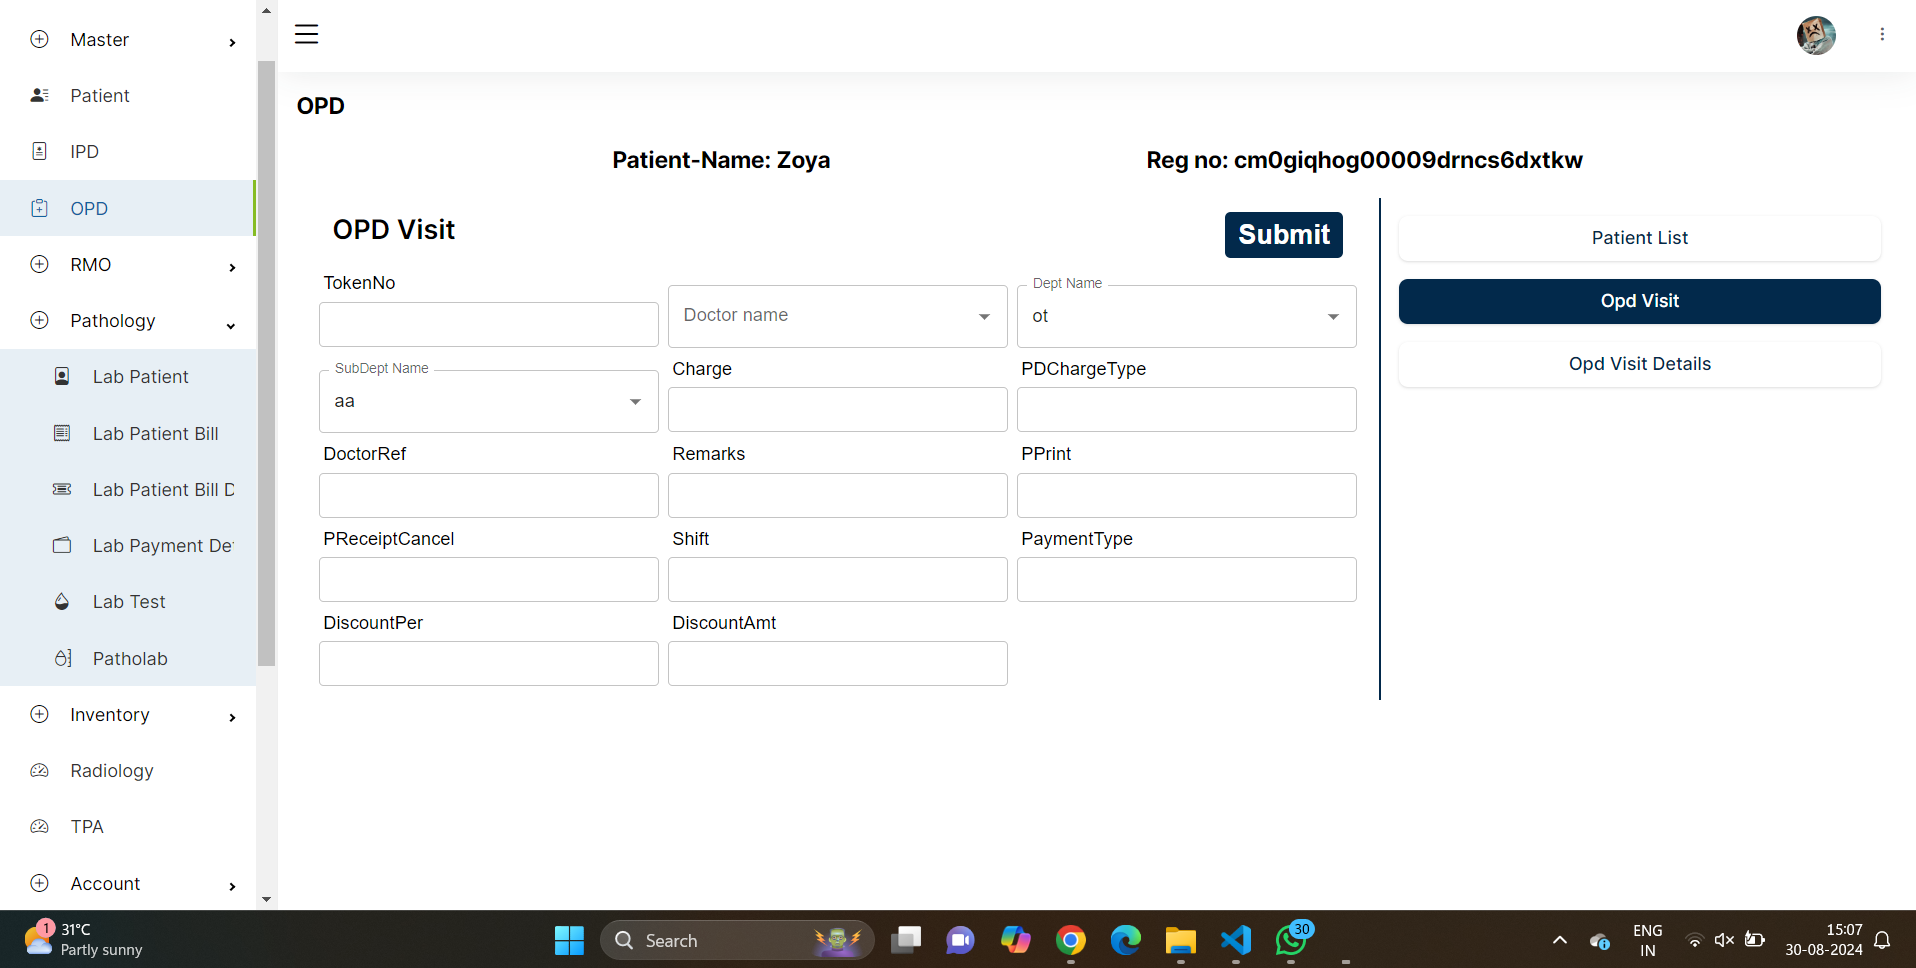 Master
Patient
IPD
OPD
RMO
Pathology
Lab Patient
Lab Patient Bill
Lab Patient Bill D
Lab Payment De
Lab Test
Patholab
Inventory
Radiology
TPA
Account
OPD
Patient-Name: Zoya
Reg no: cm0giqhog00009drncs6dxtkw
OPD Visit
Submit
TokenNo
Doctor name
Dept Name
ot
SubDept Name
aa
Charge
PDChargeType
DoctorRef
Remarks
PPrint
PReceiptCancel
Shift
PaymentType
DiscountPer
DiscountAmt
Patient List
Opd Visit
Opd Visit Details
1
31°C
Partly sunny
Search
30
ENG
IN
15:07
30-08-2024